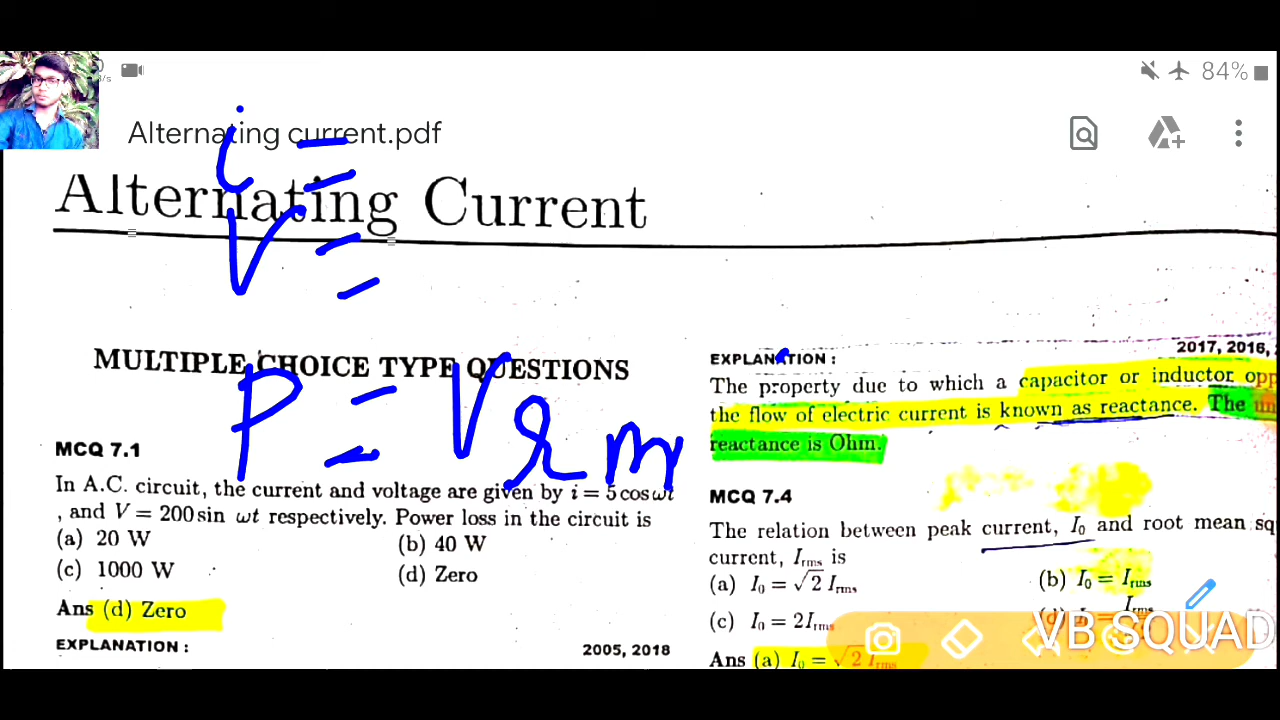 84%
Alternating current.pdf
i =
Alternating Current
V =
MULTIPLE CHOICE TYPE QUESTIONS
P = Vrm
MCQ 7.1
In A.C. circuit, the current and voltage are given by i = 5 cos ωt
, and V = 200 sin ωt respectively. Power loss in the circuit is
(a) 20 W
(b) 40 W
(c) 1000 W
(d) Zero
Ans (d) Zero
EXPLANATION :
2005, 2018
2017, 2016,
EXPLANATION :
The property due to which a capacitor or inductor opp
the flow of electric current is known as reactance. The un
reactance is Ohm.
MCQ 7.4
The relation between peak current, I₀ and root mean sq
current, Iᵣₘₛ is
(a) I₀ = √2 Iᵣₘₛ
(b) I₀ = Iᵣₘₛ
(c) I₀ = 2Iᵣₘₛ
(d)
Ans (a) I₀ = √2 Iᵣₘₛ
VB SQUAD